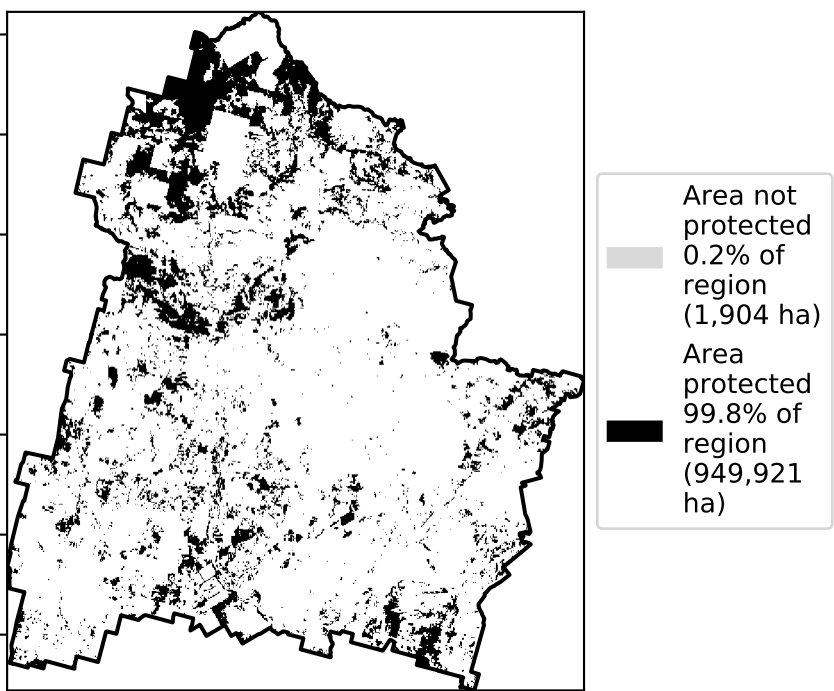 Area not
protected
0.2% of
region
(1,904 ha)
Area
protected
99.8% of
region
(949,921
ha)